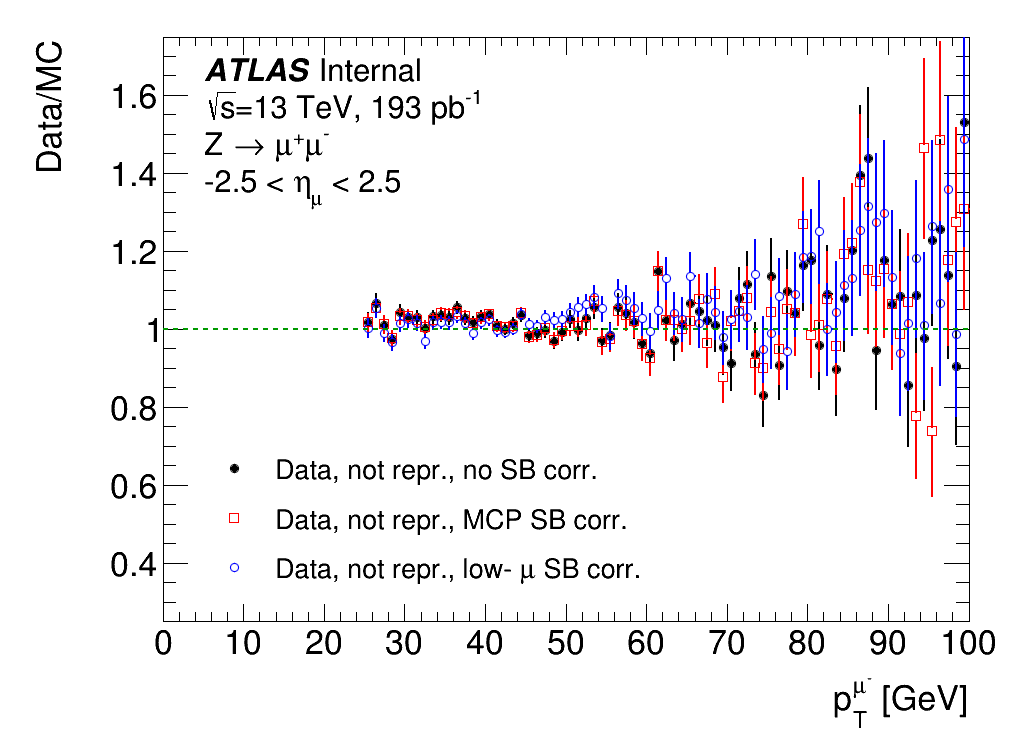 Data/MC
ATLAS Internal
√s=13 TeV, 193 pb⁻¹
Z → μ⁺μ⁻
-2.5 < η_μ < 2.5
1.6
1.4
1.2
1
0.8
0.6
0.4
Data, not repr., no SB corr.
Data, not repr., MCP SB corr.
Data, not repr., low- μ SB corr.
0 10 20 30 40 50 60 70 80 90 100
p_T^μ⁻ [GeV]